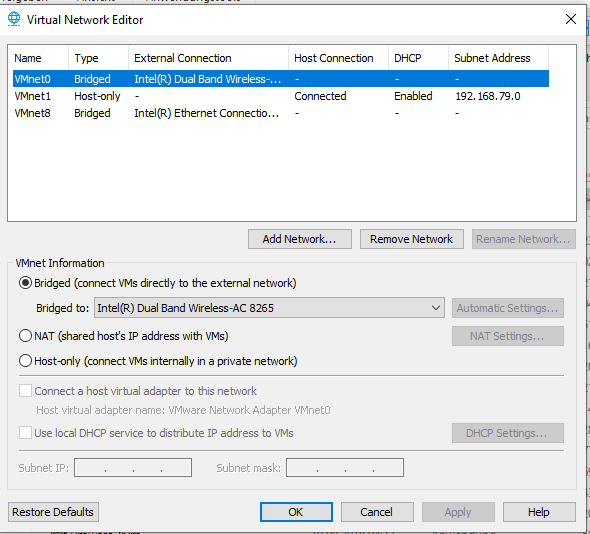 Virtual Network Editor
Name Type External Connection Host Connection DHCP Subnet Address
VMnet0 Bridged Intel(R) Dual Band Wireless-... - - -
VMnet1 Host-only - Connected Enabled 192.168.79.0
VMnet8 Bridged Intel(R) Ethernet Connectio... - - -
Add Network... Remove Network Rename Network...
VMnet Information
Bridged (connect VMs directly to the external network)
Bridged to: Intel(R) Dual Band Wireless-AC 8265 Automatic Settings...
NAT (shared host's IP address with VMs) NAT Settings...
Host-only (connect VMs internally in a private network)
Connect a host virtual adapter to this network
Host virtual adapter name: VMware Network Adapter VMnet0
Use local DHCP service to distribute IP address to VMs DHCP Settings...
Subnet IP: . . . Subnet mask: . . .
Restore Defaults OK Cancel Apply Help